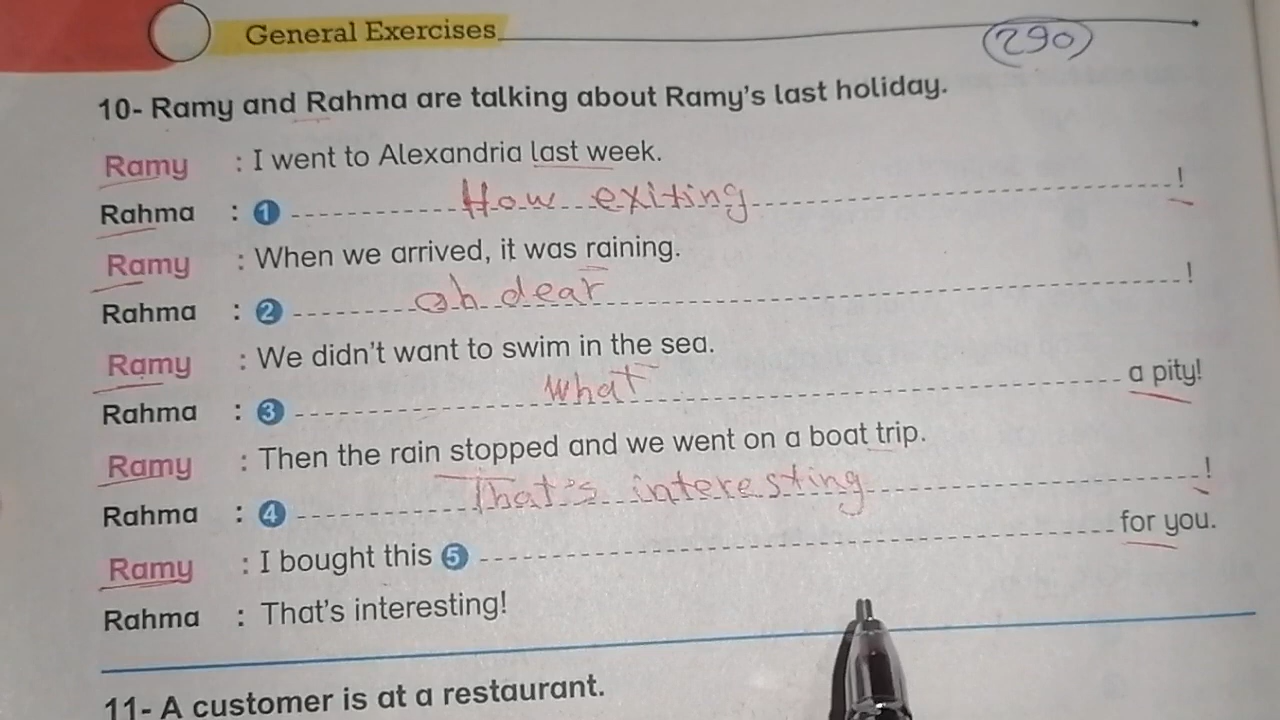 General Exercises
290
10- Ramy and Rahma are talking about Ramy's last holiday.
Ramy : I went to Alexandria last week.
Rahma : 1 How exiting !
Ramy : When we arrived, it was raining.
Rahma : 2 oh dear !
Ramy : We didn't want to swim in the sea.
Rahma : 3 what a pity!
Ramy : Then the rain stopped and we went on a boat trip.
Rahma : 4 That's interesting !
Ramy : I bought this 5 for you.
Rahma : That's interesting!
11- A customer is at a restaurant.